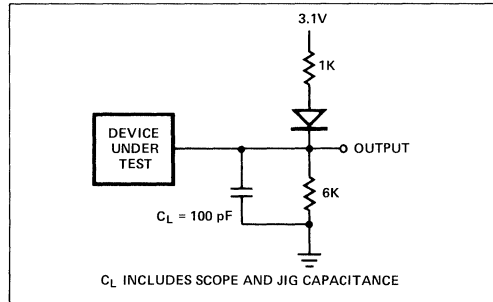 3.1V
1K
DEVICE
UNDER
TEST
OUTPUT
6K
C_L = 100 pF
C_L INCLUDES SCOPE AND JIG CAPACITANCE